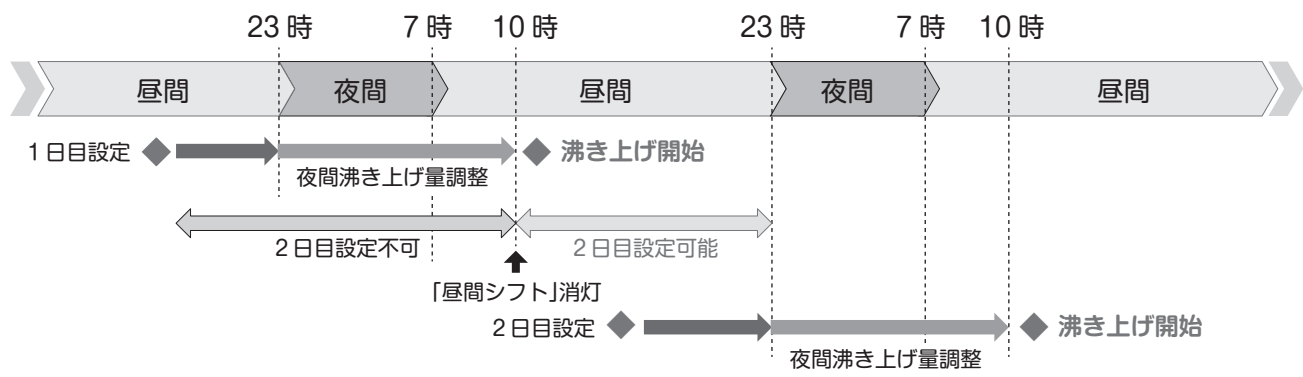 23時 7時 10時 23時 7時 10時
昼間 夜間 昼間 夜間 昼間
1日目設定 沸き上げ開始
夜間沸き上げ量調整
2日目設定不可 2日目設定可能
「昼間シフト」消灯
2日目設定 沸き上げ開始
夜間沸き上げ量調整